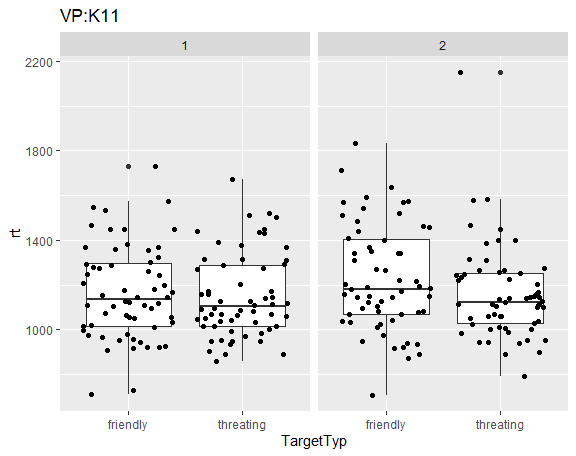 VP:K11
1 2
2200
1800
1400
1000
rt
friendly threating friendly threating
TargetTyp